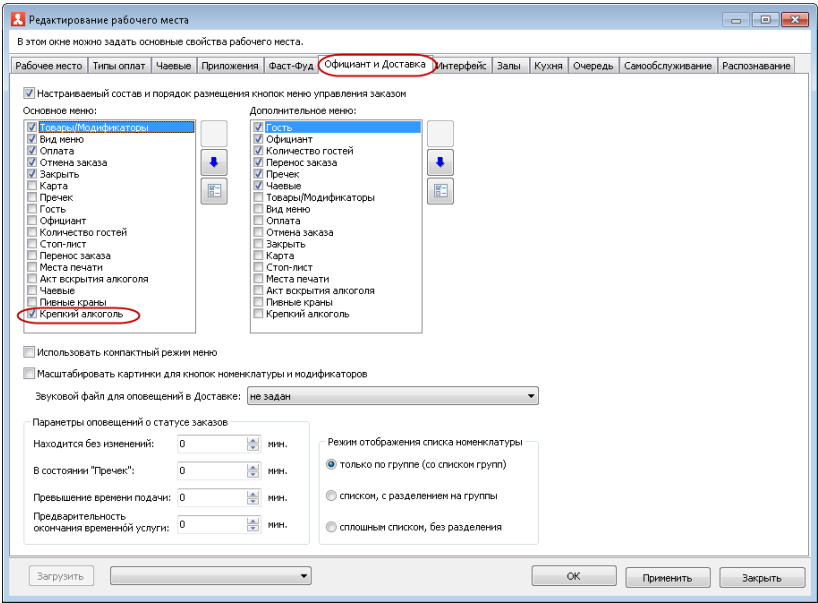 Редактирование рабочего места
В этом окне можно задать основные свойства рабочего места.
Рабочее место Типы оплат Чаевые Приложения Фаст-Фуд Официант и Доставка Интерфейс Залы Кухня Очередь Самообслуживание Распознавание
Настраиваемый состав и порядок размещения кнопок меню управления заказом
Основное меню:
Товары/Модификаторы
Вид меню
Оплата
Отмена заказа
Закрыть
Карта
Пречек
Гость
Официант
Количество гостей
Стоп-лист
Перенос заказа
Места печати
Акт вскрытия алкоголя
Чаевые
Пивные краны
Крепкий алкоголь
Дополнительное меню:
Гость
Официант
Количество гостей
Перенос заказа
Пречек
Чаевые
Товары/Модификаторы
Вид меню
Оплата
Отмена заказа
Закрыть
Карта
Стоп-лист
Места печати
Акт вскрытия алкоголя
Пивные краны
Крепкий алкоголь
Использовать компактный режим меню
Масштабировать картинки для кнопок номенклатуры и модификаторов
Звуковой файл для оповещений в Доставке: не задан
Параметры оповещений о статусе заказов
Находится без изменений: 0 мин.
В состоянии "Пречек": 0 мин.
Превышение времени подачи: 0 мин.
Предварительность
окончания временной услуги: 0 мин.
Режим отображения списка номенклатуры
только по группе (со списком групп)
списком, с разделением на группы
сплошным списком, без разделения
Загрузить OK Применить Закрыть